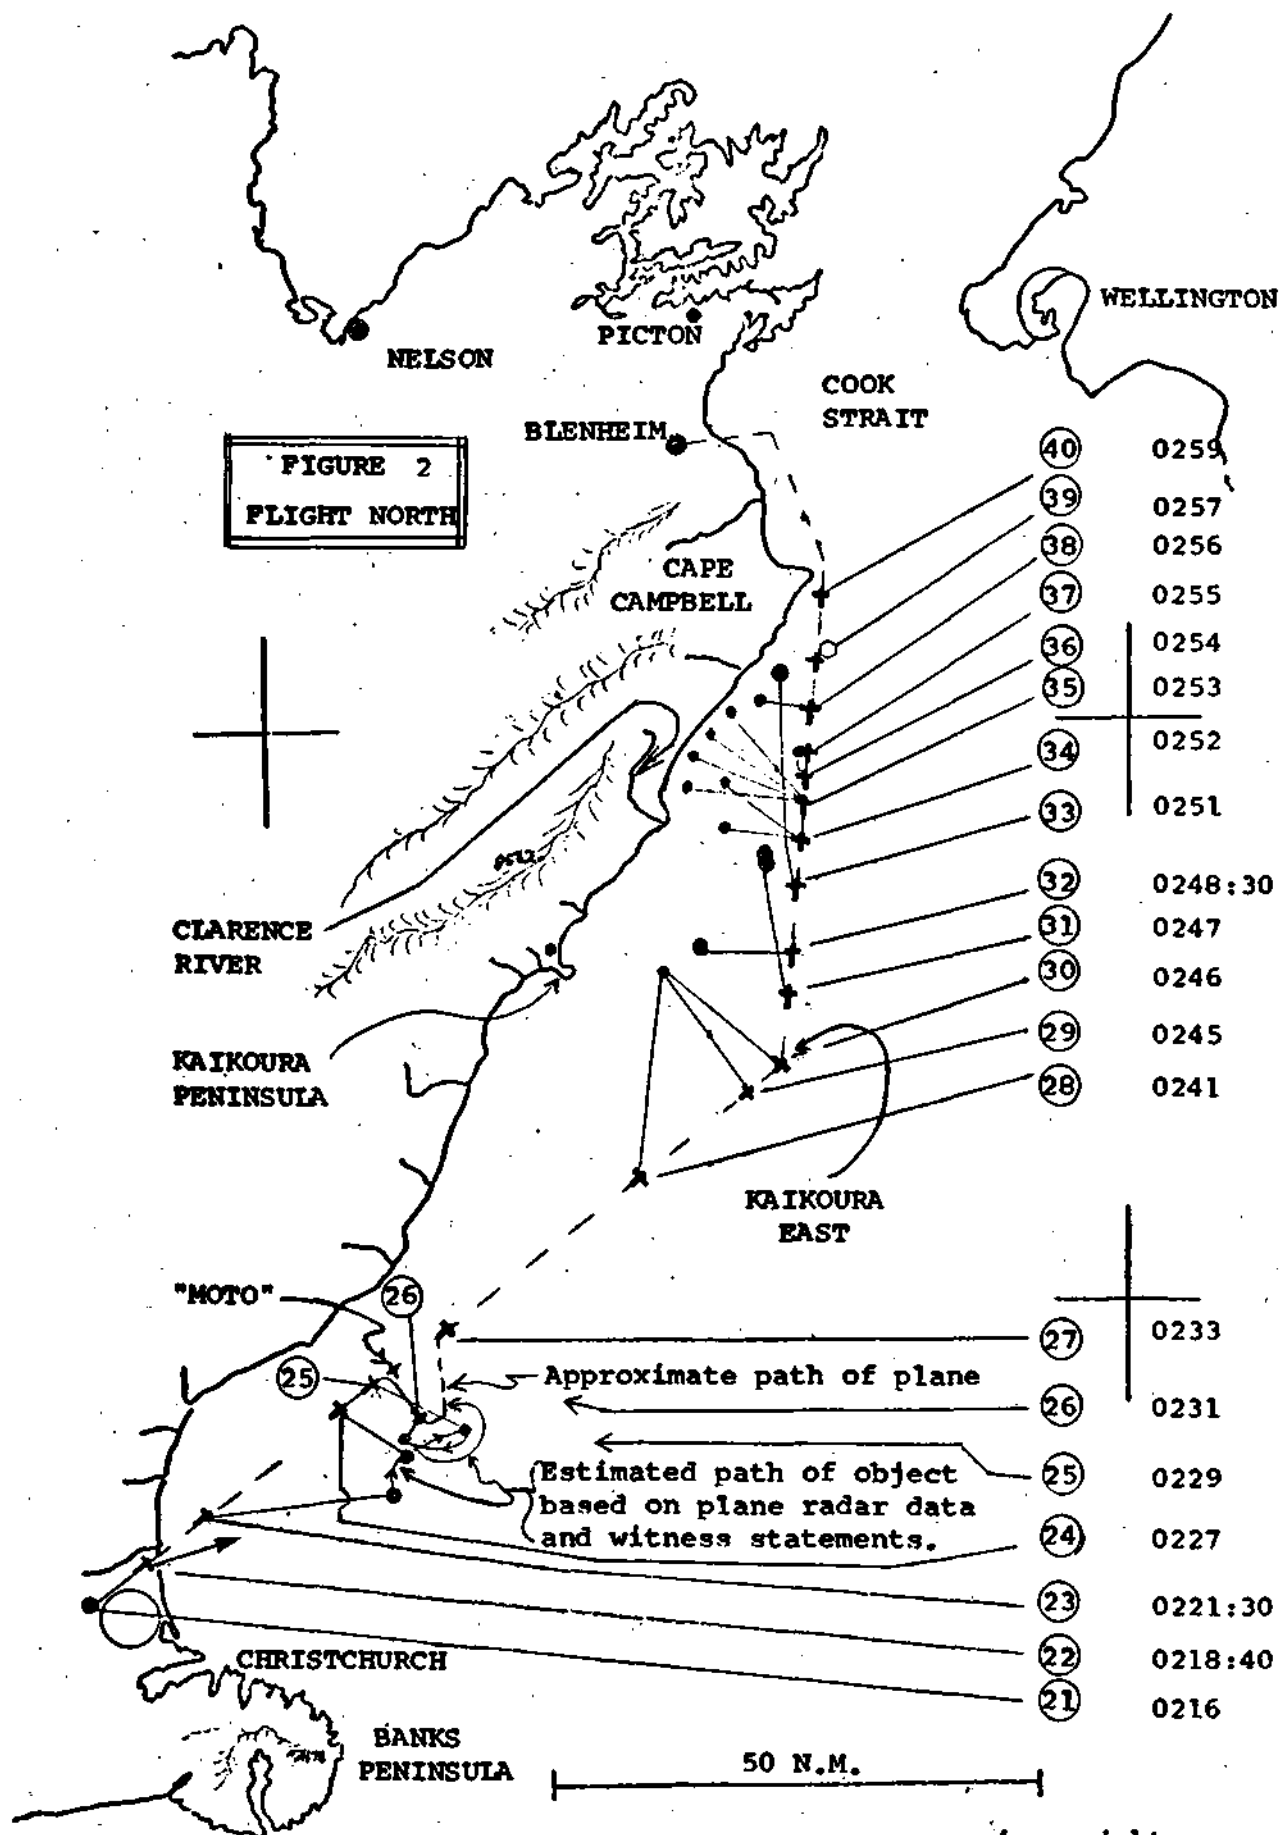 WELLINGTON
PICTON
NELSON
COOK
STRAIT
BLENHEIM
FIGURE 2
FLIGHT NORTH
40 0259
39 0257
38 0256
CAPE
CAMPBELL
37 0255
36 0254
35 0253
34 0252
33 0251
32 0248:30
CLARENCE
RIVER
31 0247
30 0246
29 0245
KAIKOURA
PENINSULA
28 0241
KAIKOURA
EAST
"MOTO"
26
27 0233
25
Approximate path of plane
26 0231
Estimated path of object
based on plane radar data
and witness statements.
25 0229
24 0227
23 0221:30
22 0218:40
CHRISTCHURCH
21 0216
BANKS
PENINSULA
50 N.M.